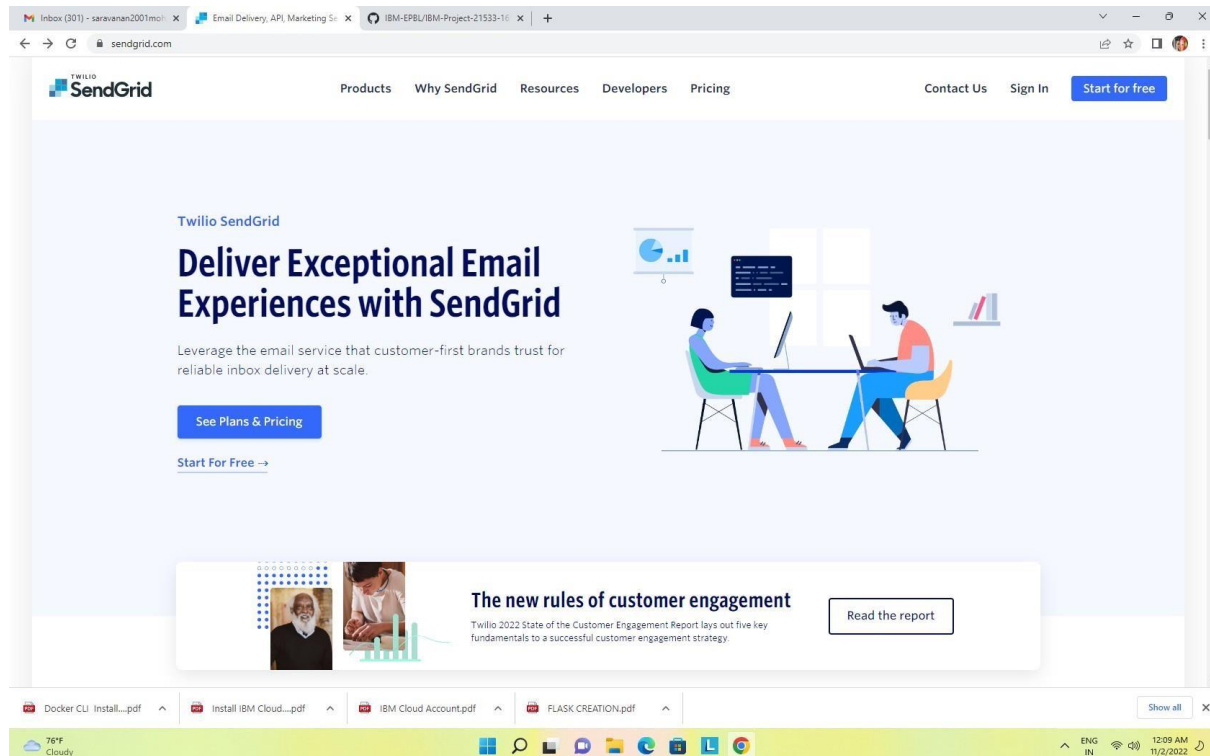 Inbox (301) - saravanan2001moh
Email Delivery, API, Marketing Se
IBM-EPBL/IBM-Project-21533-16
sendgrid.com
TWILIO
SendGrid
Products Why SendGrid Resources Developers Pricing
Contact Us Sign In Start for free
Twilio SendGrid
Deliver Exceptional Email
Experiences with SendGrid
Leverage the email service that customer-first brands trust for
reliable inbox delivery at scale.
See Plans & Pricing
Start For Free →
The new rules of customer engagement
Twilio 2022 State of the Customer Engagement Report lays out five key
fundamentals to a successful customer engagement strategy.
Read the report
Docker CLI Install....pdf
Install IBM Cloud....pdf
IBM Cloud Account.pdf
FLASK CREATION.pdf
Show all
76°F
Cloudy
ENG
IN
12:09 AM
11/2/2022